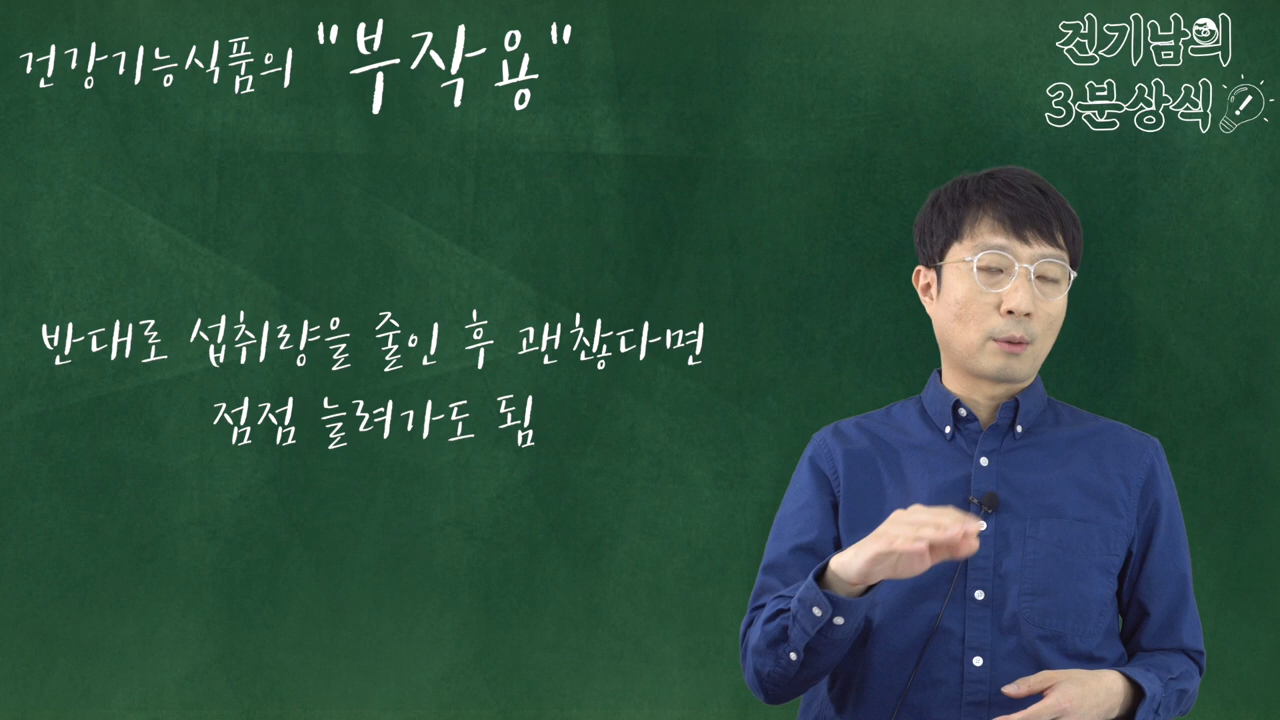 건강기능식품의 "부작용"
건기남의
3분상식
반대로 섭취량을 줄인 후 괜찮다면
점점 늘려가도 됨